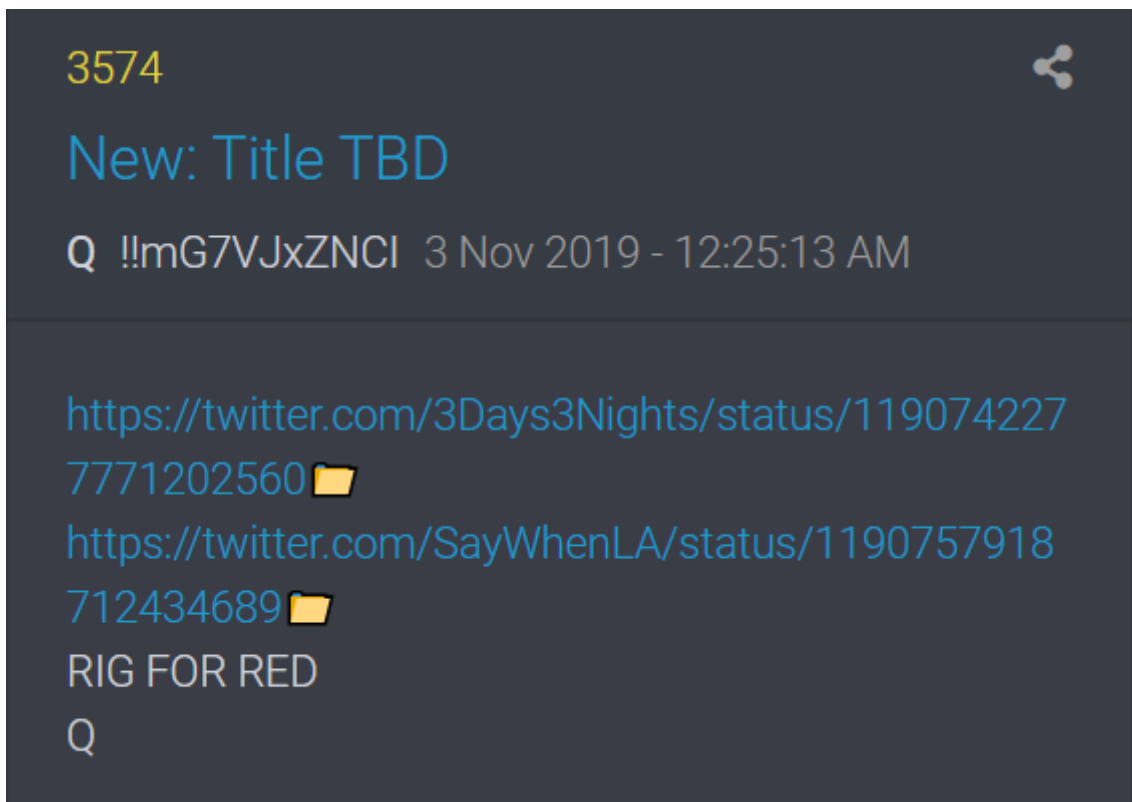 3574
New: Title TBD
Q !!mG7VJxZNCI 3 Nov 2019 - 12:25:13 AM
https://twitter.com/3Days3Nights/status/119074227
7771202560
https://twitter.com/SayWhenLA/status/1190757918
712434689
RIG FOR RED
Q